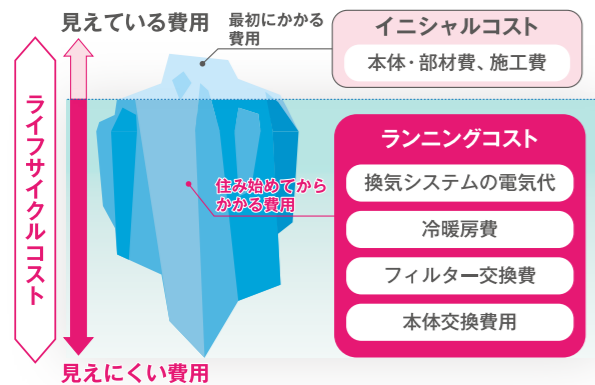 見えている費用
最初にかかる
費用
イニシャルコスト
本体・部材費、施工費
ライフサイクルコスト
ランニングコスト
換気システムの電気代
住み始めてから
かかる費用
冷暖房費
フィルター交換費
本体交換費用
見えにくい費用